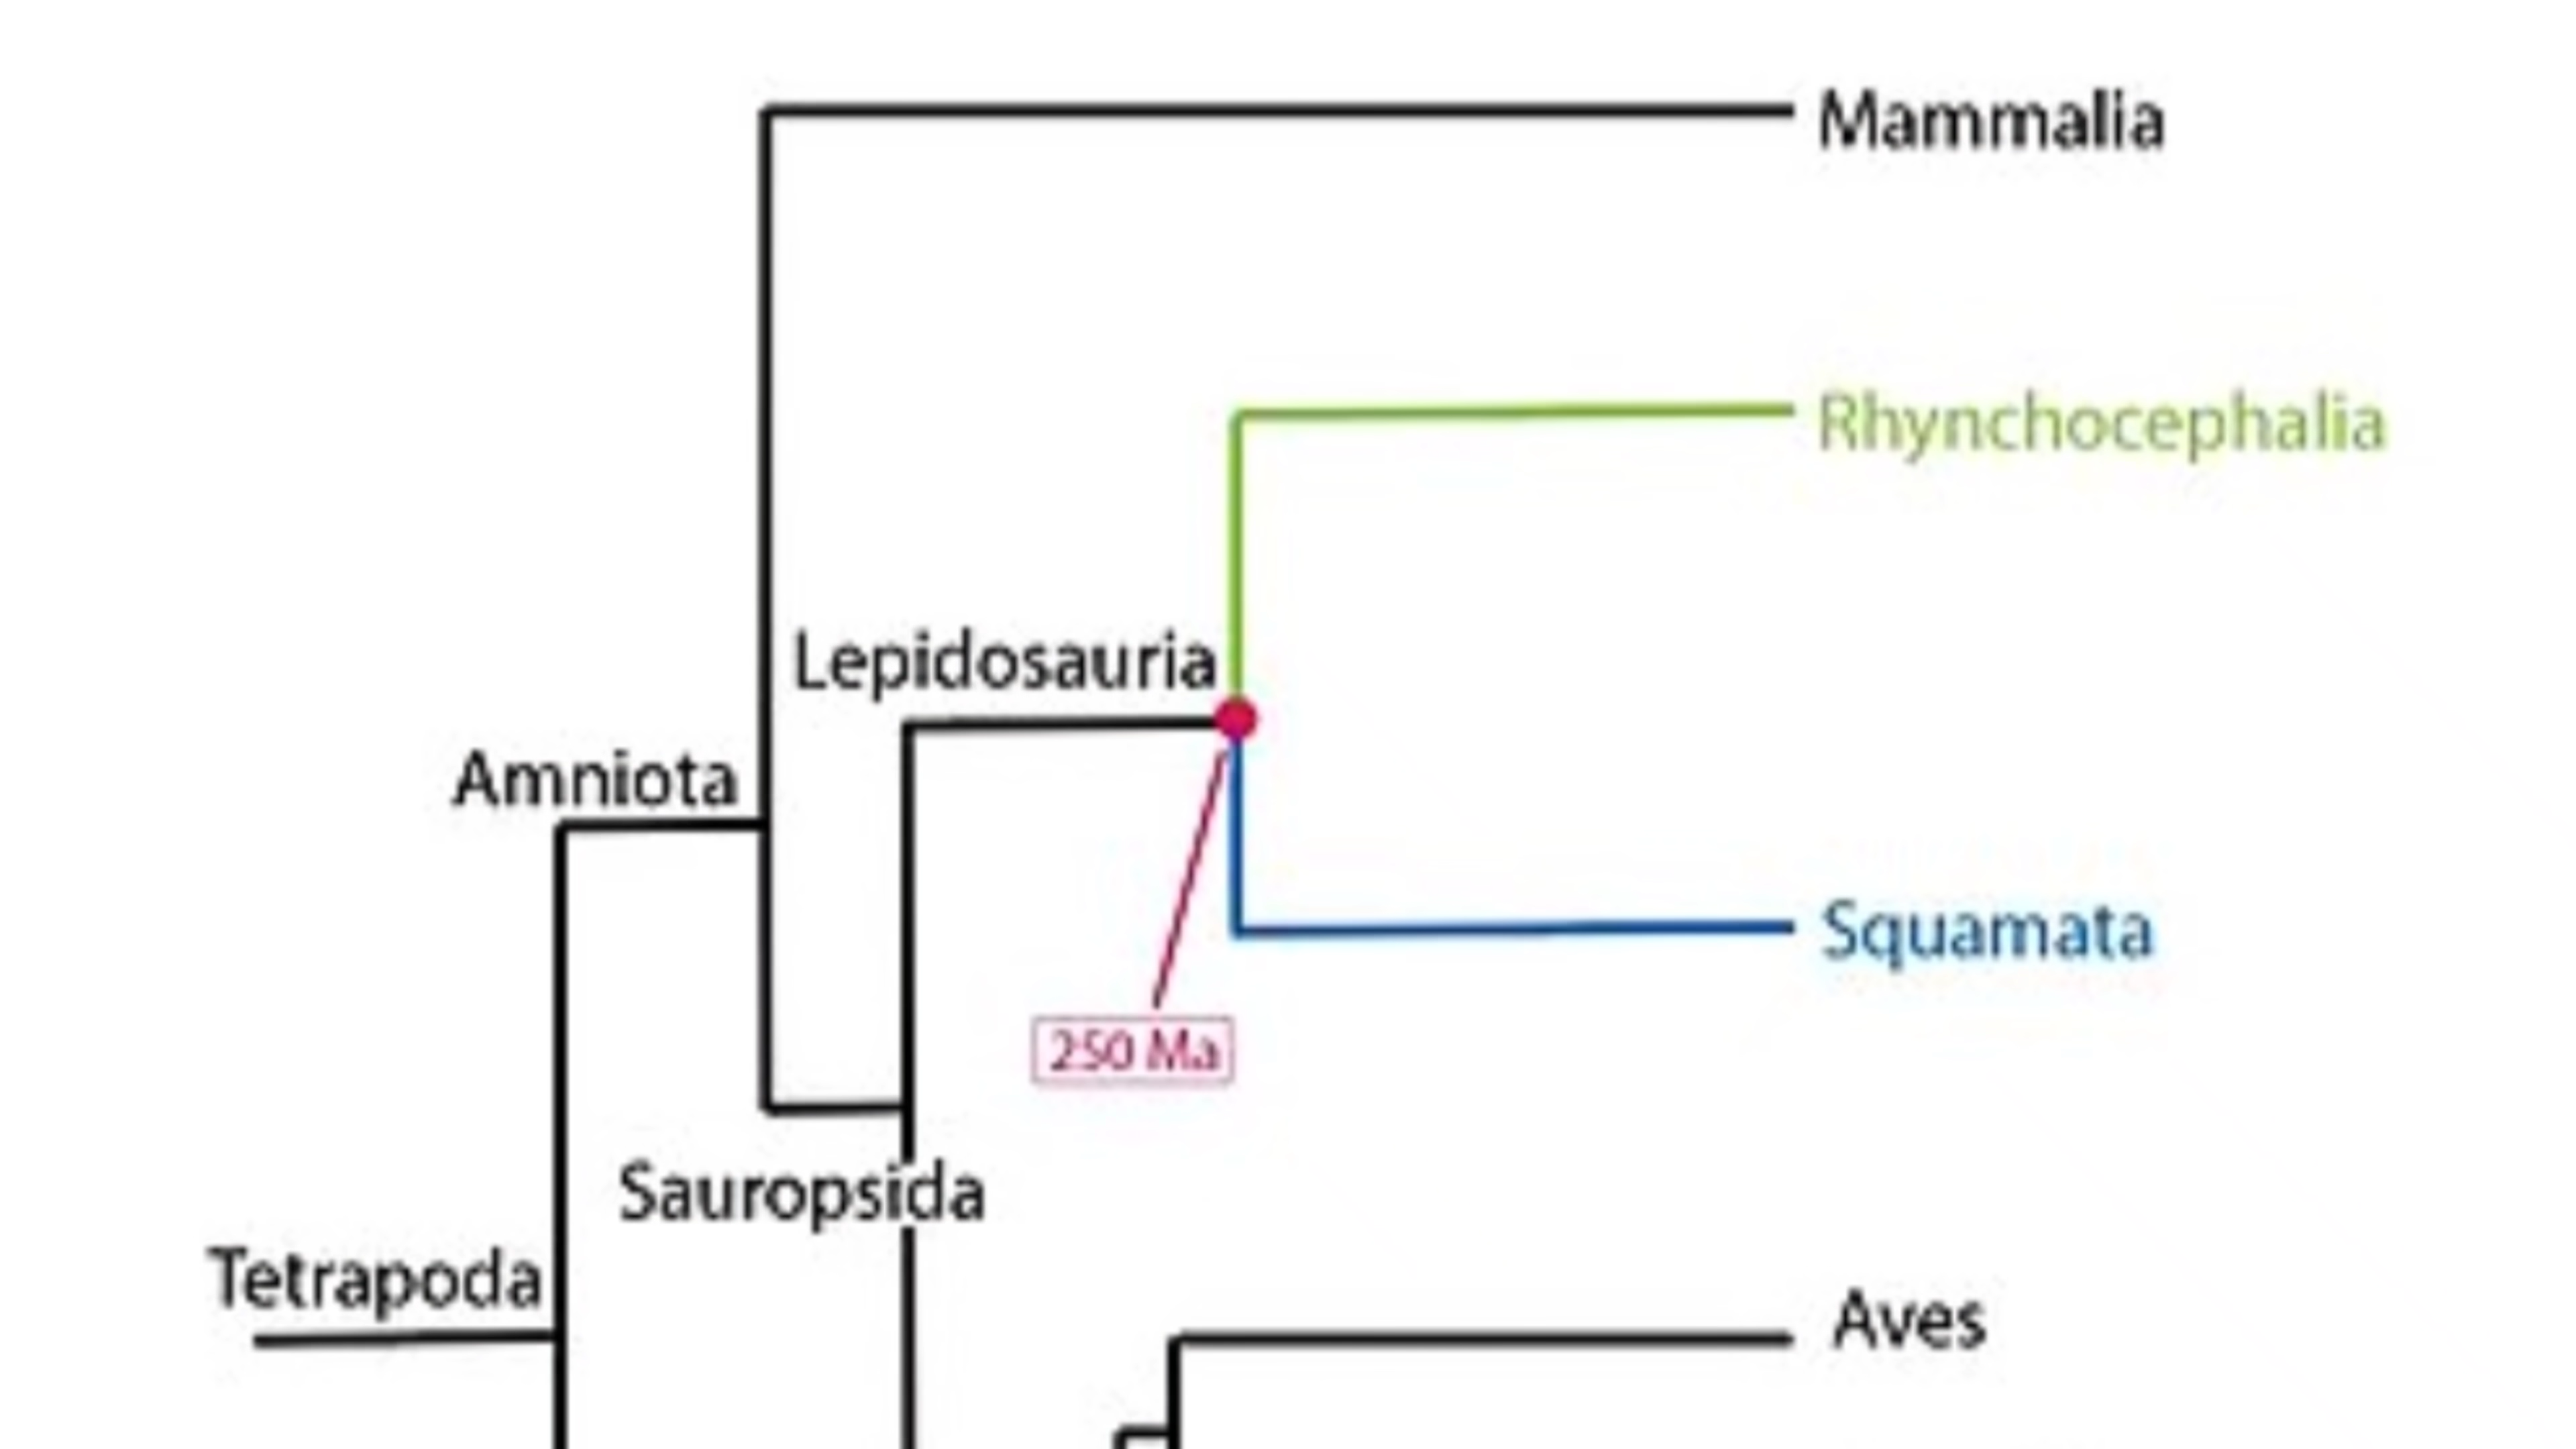 Mammalia
Rhynchocephalia
Lepidosauria
Amniota
Squamata
250 Ma
Sauropsida
Tetrapoda
Aves